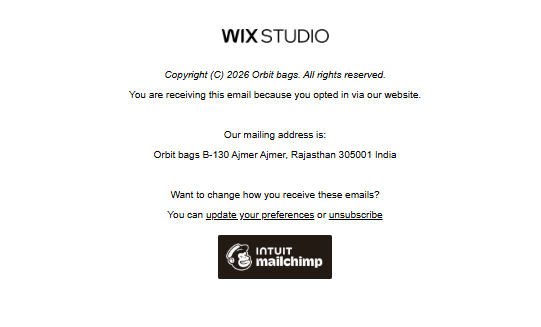 WIX STUDIO
Copyright (C) 2026 Orbit bags. All rights reserved.
You are receiving this email because you opted in via our website.
Our mailing address is:
Orbit bags B-130 Ajmer Ajmer, Rajasthan 305001 India
Want to change how you receive these emails?
You can update your preferences or unsubscribe
INTUIT
mailchimp